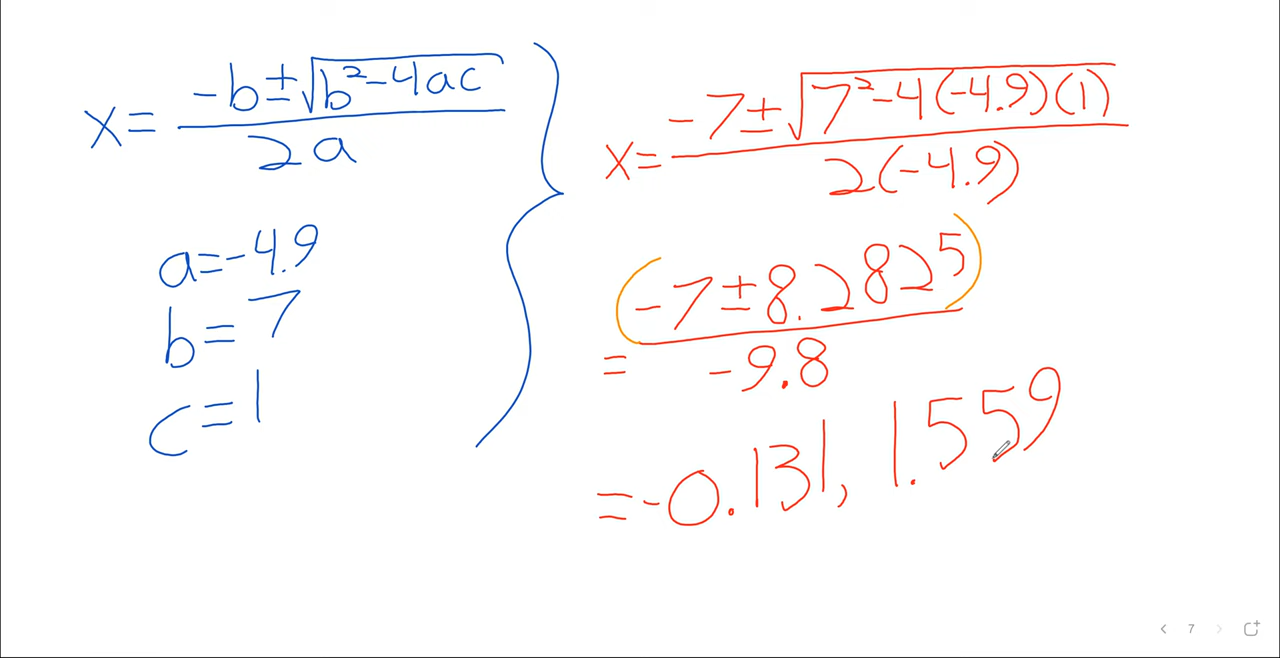 x = (-b ± √(b² - 4ac)) / (2a)
a = -4.9
b = 7
c = 1
x = (-7 ± √(7² - 4(-4.9)(1))) / (2(-4.9))
= (-7 ± 8.2825) / (-9.8)
= -0.131, 1.559
7